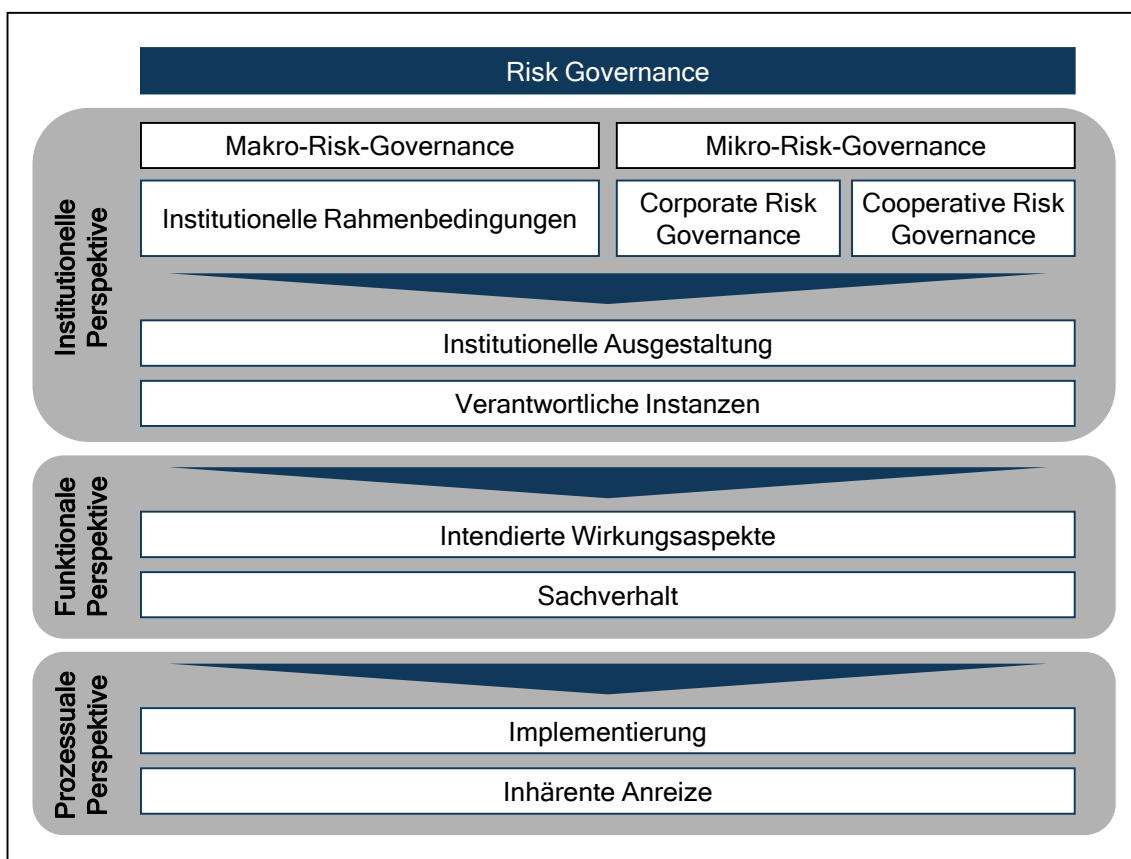 Risk Governance
Institutionelle
Perspektive
Makro-Risk-Governance
Mikro-Risk-Governance
Institutionelle Rahmenbedingungen
Corporate Risk
Governance
Cooperative Risk
Governance
Institutionelle Ausgestaltung
Verantwortliche Instanzen
Funktionale
Perspektive
Intendierte Wirkungsaspekte
Sachverhalt
Prozessuale
Perspektive
Implementierung
Inhärente Anreize